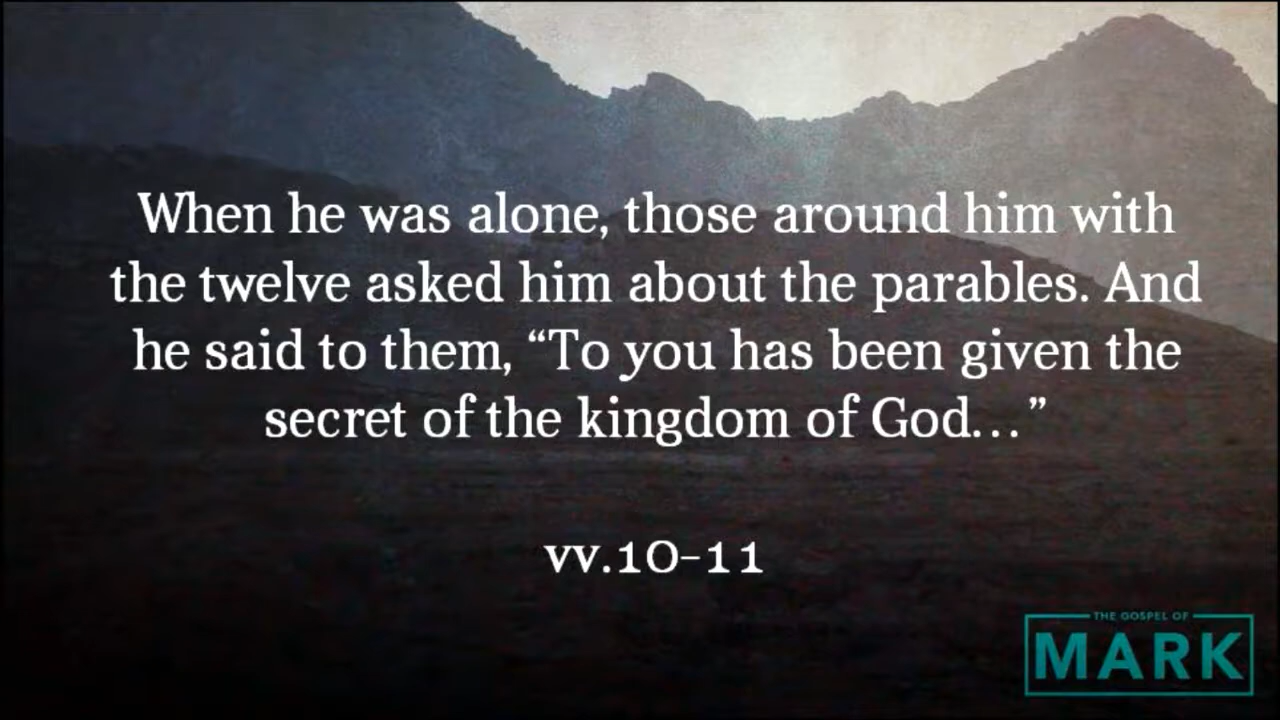 When he was alone, those around him with
the twelve asked him about the parables. And
he said to them, “To you has been given the
secret of the kingdom of God…”
vv.10-11
THE GOSPEL OF
MARK